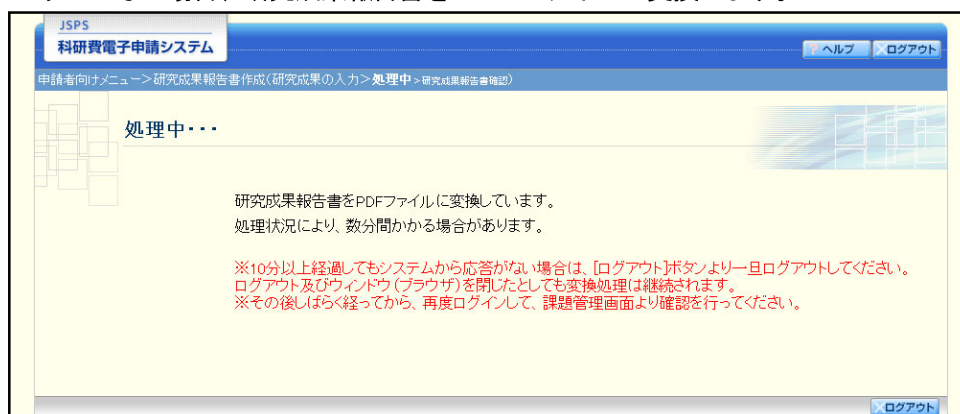 JSPS
科研費電子申請システム
ヘルプ ログアウト
申請者向けメニュー>研究成果報告書作成(研究成果の入力>処理中>研究成果報告書確認)
処理中・・・
研究成果報告書をPDFファイルに変換しています。
処理状況により、数分間かかる場合があります。
※10分以上経過してもシステムから応答がない場合は、[ログアウト]ボタンより一旦ログアウトしてください。
ログアウト及びウィンドウ(ブラウザ)を閉じたとしても変換処理は継続されます。
※その後しばらく経ってから、再度ログインして、課題管理画面より確認を行ってください。
ログアウト